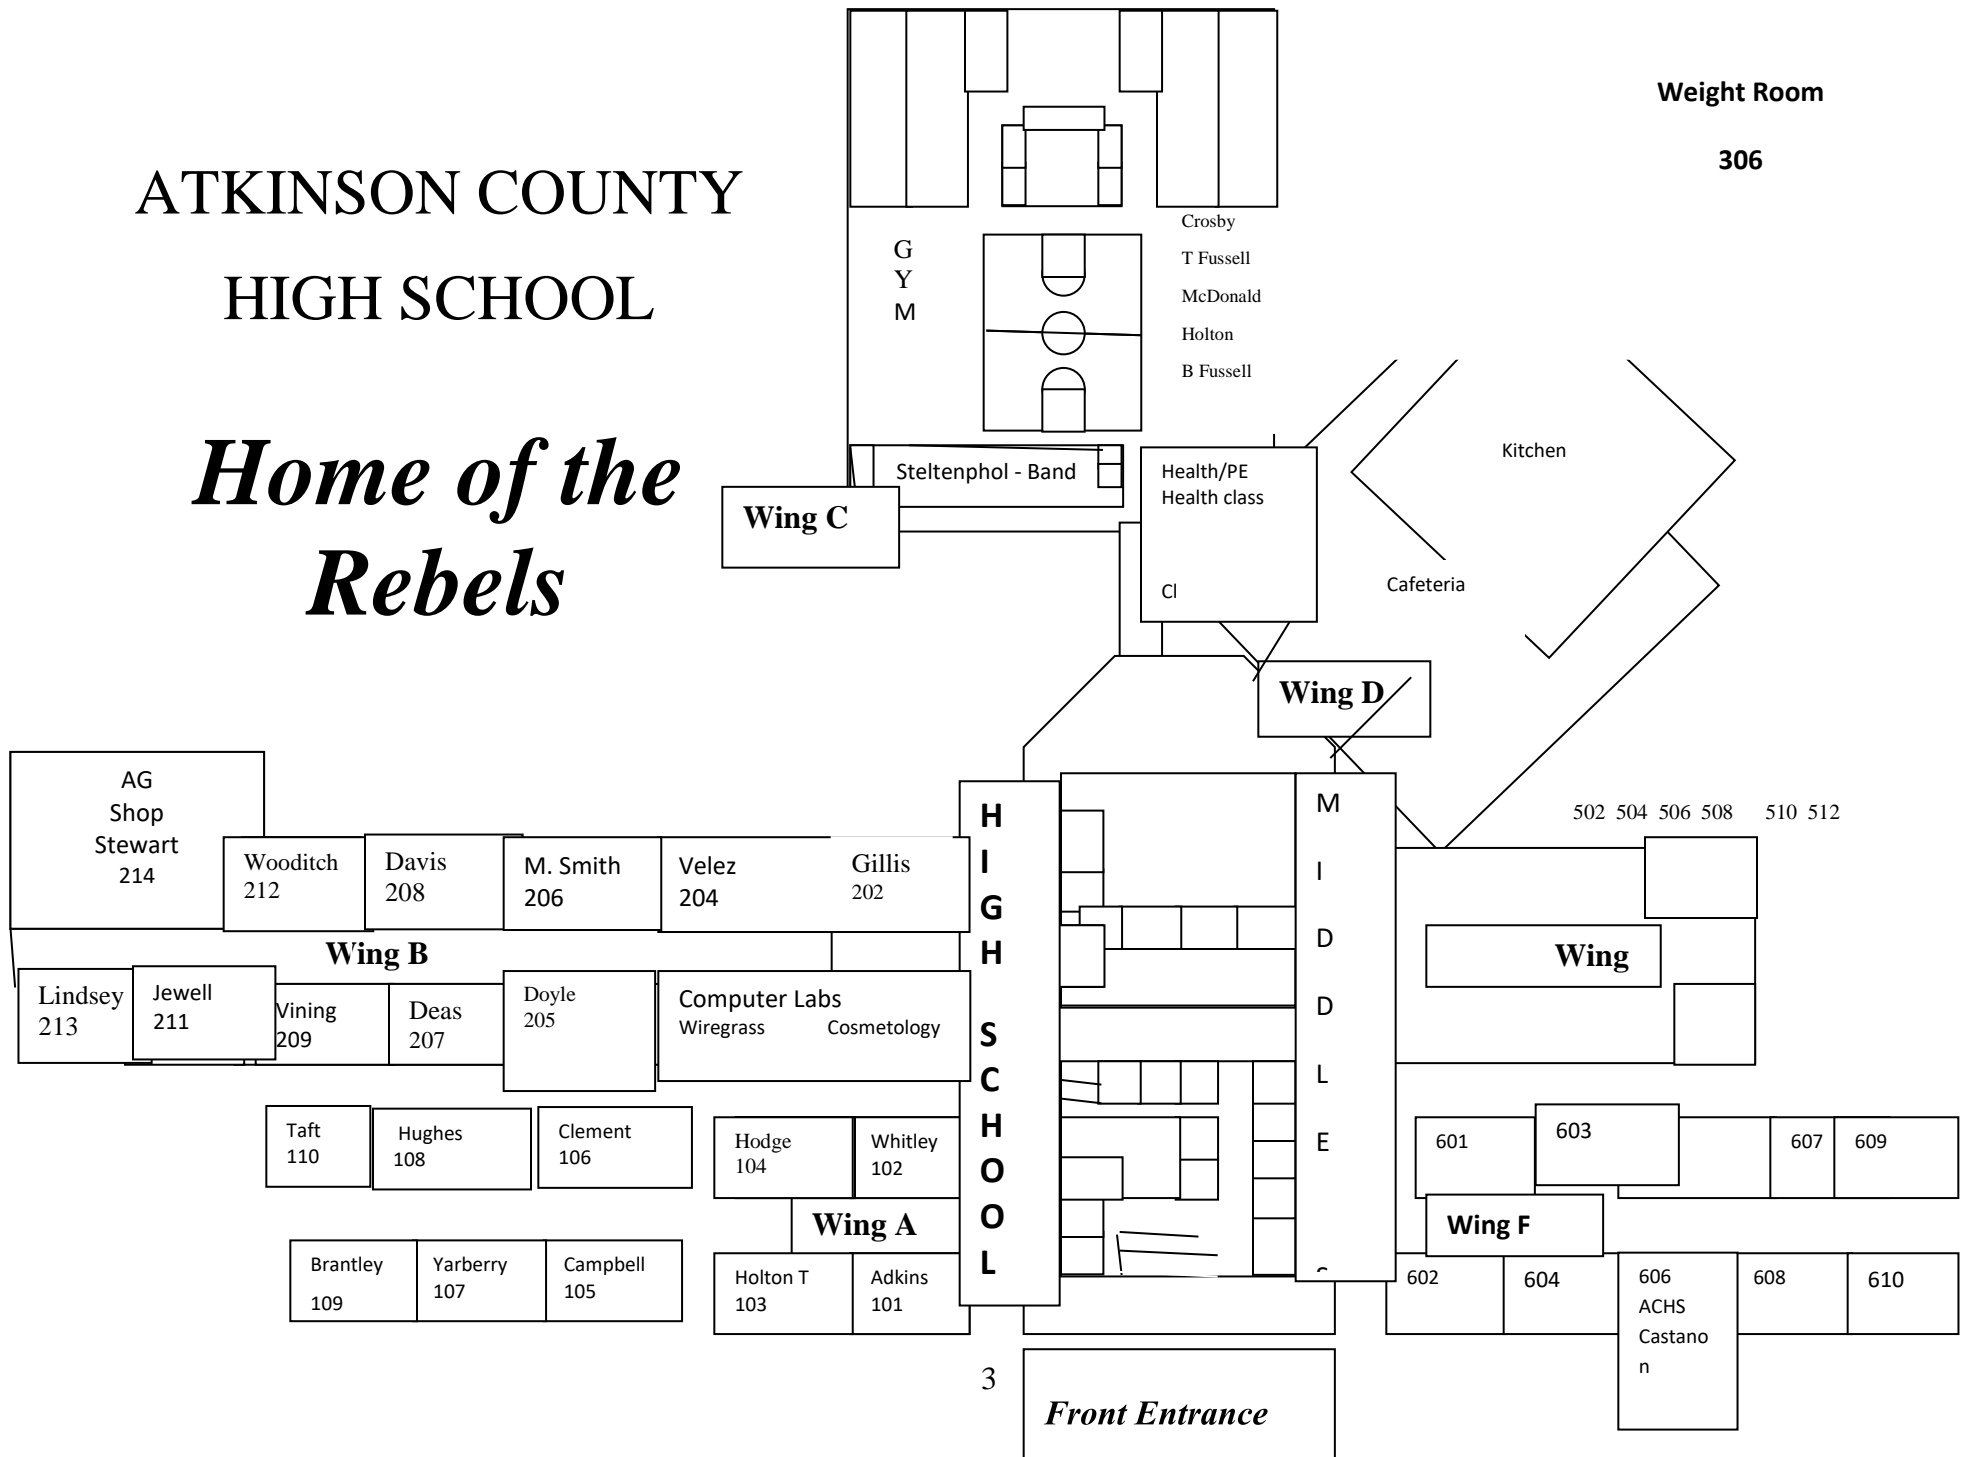 Weight Room
306
ATKINSON COUNTY
HIGH SCHOOL
Home of the
Rebels
G
Y
M
Crosby
T Fussell
McDonald
Holton
B Fussell
Steltenphol - Band
Health/PE
Health class
Cl
Wing C
Kitchen
Cafeteria
Wing D
AG
Shop
Stewart
214
Wooditch
212
Davis
208
M. Smith
206
Velez
204
Gillis
202
Wing B
Lindsey
213
Jewell
211
Vining
209
Deas
207
Doyle
205
Computer Labs
Wiregrass Cosmetology
Taft
110
Hughes
108
Clement
106
Hodge
104
Whitley
102
Wing A
Brantley
109
Yarberry
107
Campbell
105
Holton T
103
Adkins
101
H
I
G
H
S
C
H
O
O
L
M
I
D
D
L
E
502 504 506 508 510 512
Wing
601
603
607
609
Wing F
602
604
606
ACHS
Castano
n
608
610
3
Front Entrance